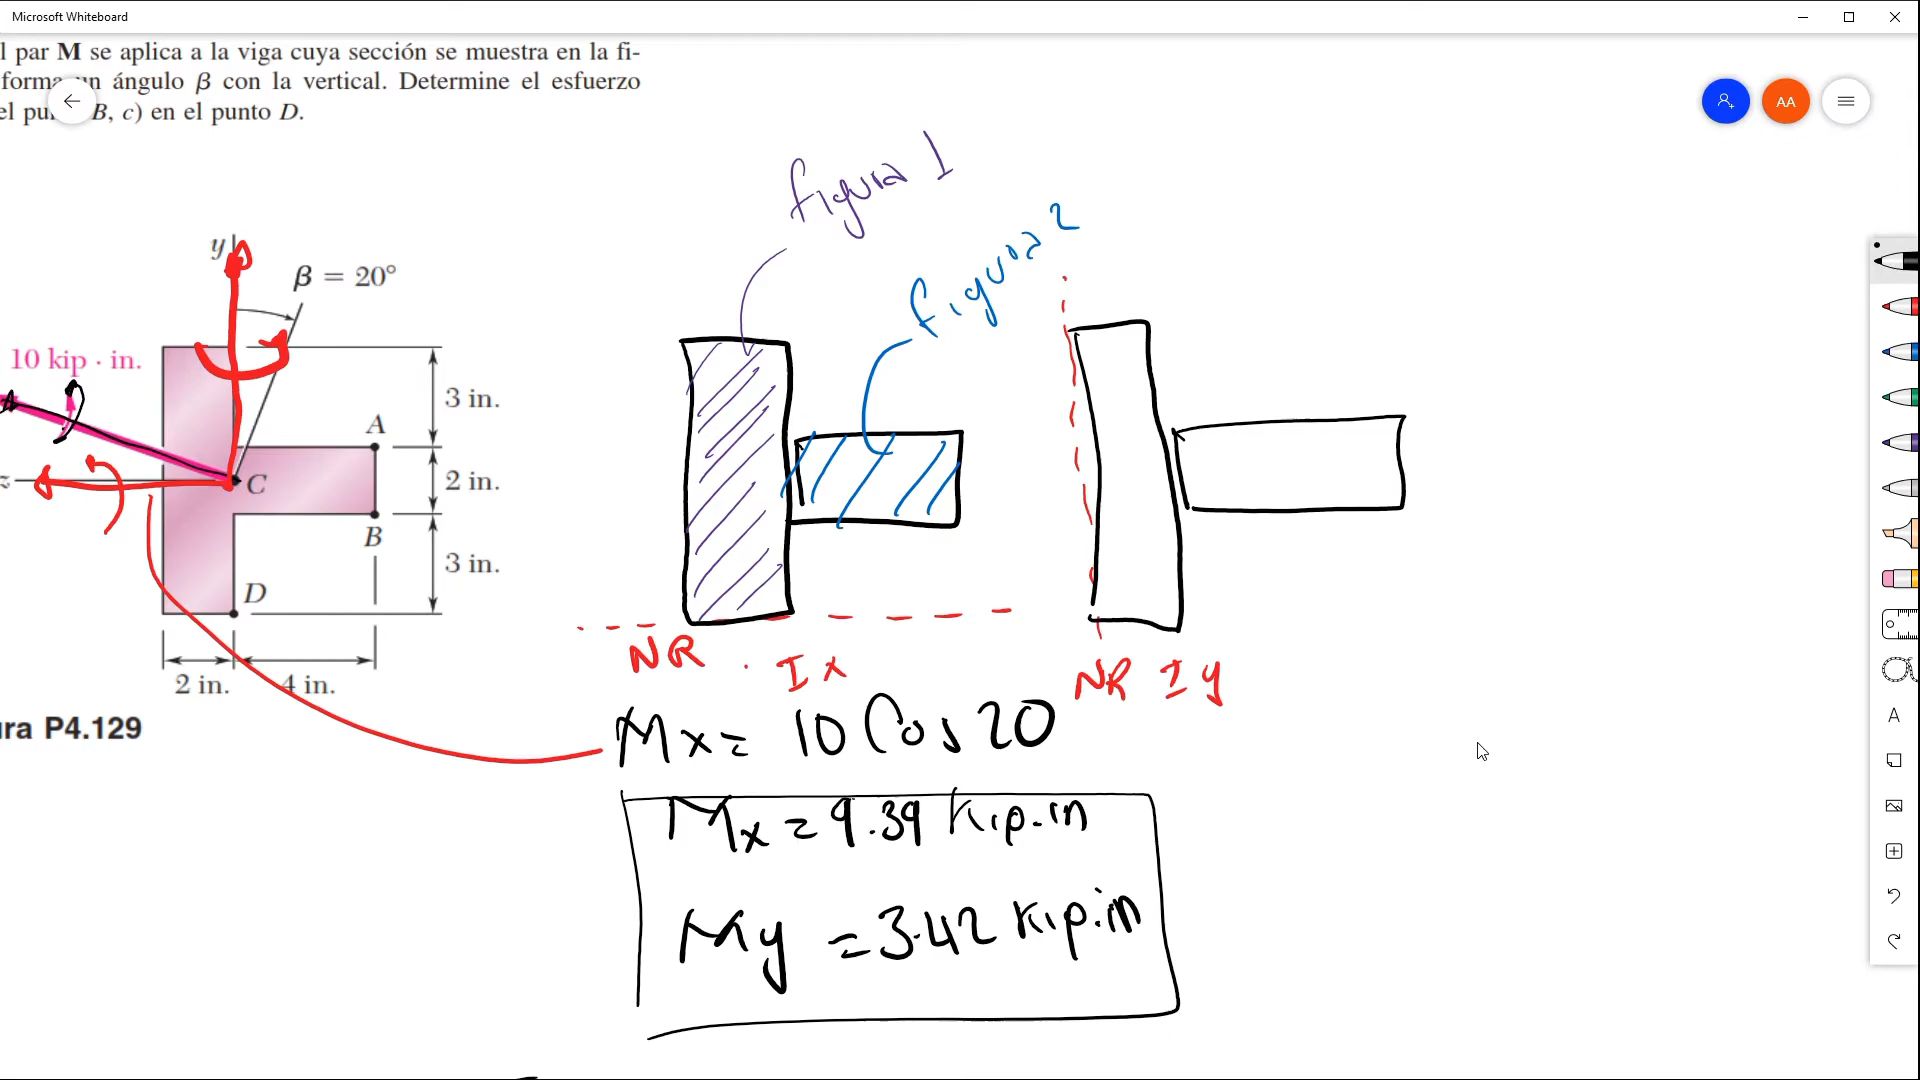 Microsoft Whiteboard
l par M se aplica a la viga cuya sección se muestra en la fi-
forma un ángulo β con la vertical. Determine el esfuerzo
el pu B, c) en el punto D.
AA
figura 1
figura 2
y
β = 20°
10 kip · in.
3 in.
A
z
C
2 in.
B
3 in.
D
2 in.
4 in.
ura P4.129
NR · Ix
NR Iy
Mx = 10 Cos 20
Mx = 9.39 Kip.in
My = 3.42 Kip.in
A